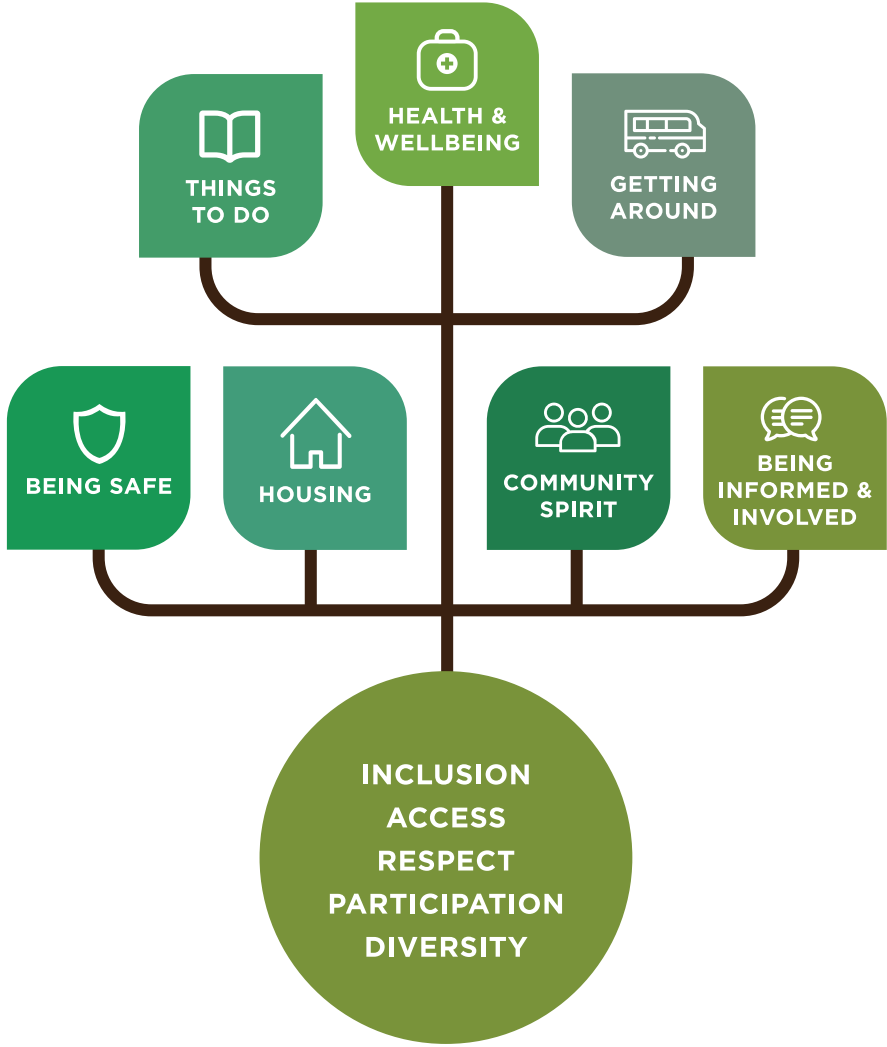 HEALTH &
WELLBEING
THINGS
TO DO
GETTING
AROUND
BEING SAFE
HOUSING
COMMUNITY
SPIRIT
BEING
INFORMED &
INVOLVED
INCLUSION
ACCESS
RESPECT
PARTICIPATION
DIVERSITY